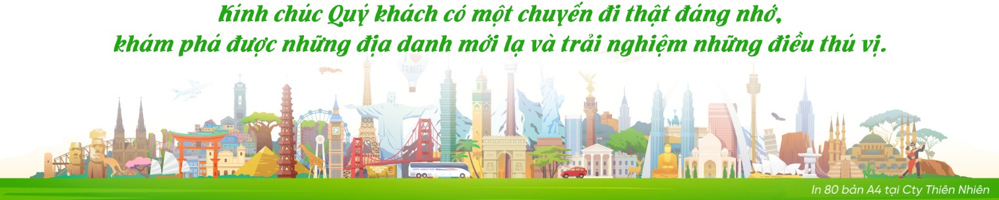 Kính chúc Quý khách có một chuyến đi thật đáng nhớ,
khám phá được những địa danh mới lạ và trải nghiệm những điều thú vị.
I ♥
TRAVEL
In 80 bản A4 tại Cty Thiên Nhiên